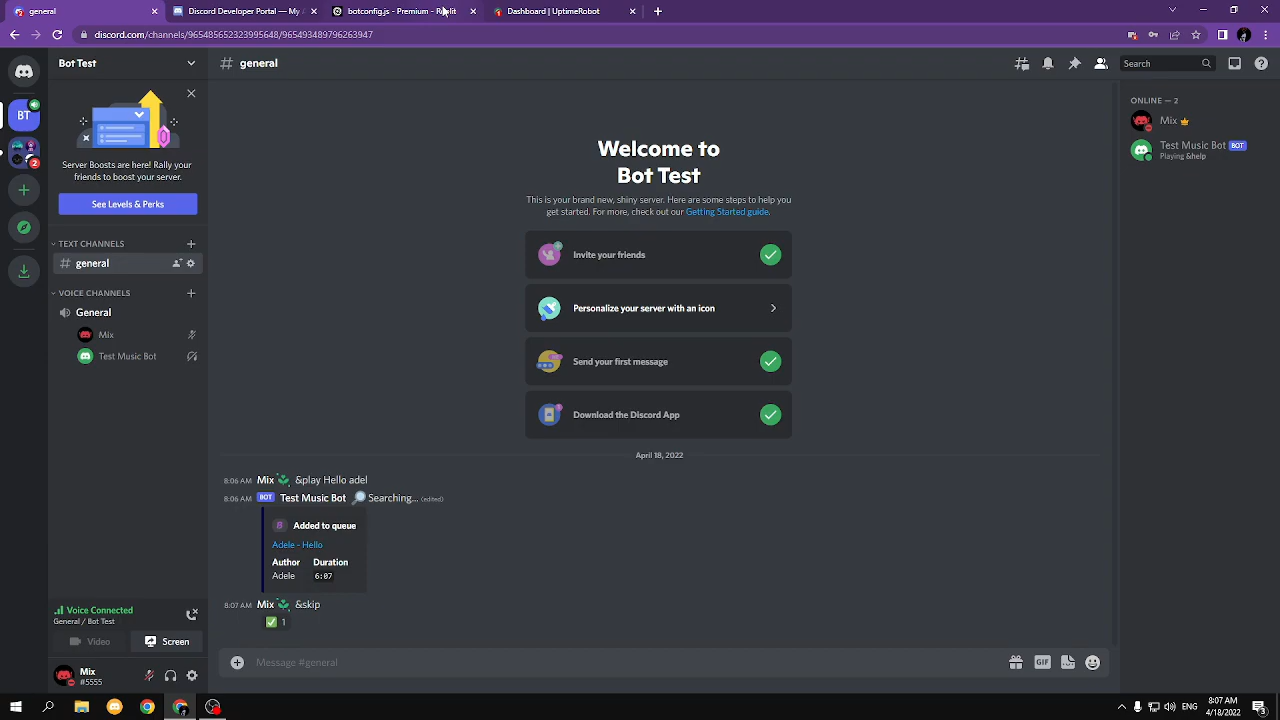 general
Discord Developer Portal — My A
botconfig.js - Premium - Replit
Dashboard | UptimeRobot
discord.com/channels/965485652323995648/965493489796263947
Bot Test
general
Search
BT
2
Server Boosts are here! Rally your
friends to boost your server.
See Levels & Perks
TEXT CHANNELS
general
VOICE CHANNELS
General
Mix
Test Music Bot
Welcome to
Bot Test
This is your brand new, shiny server. Here are some steps to help you
get started. For more, check out our Getting Started guide.
Invite your friends
Personalize your server with an icon
Send your first message
Download the Discord App
April 18, 2022
8:06 AM Mix &play Hello adel
8:06 AM BOT Test Music Bot Searching... (edited)
B Added to queue
Adele - Hello
Author Duration
Adele 6:07
8:07 AM Mix &skip
1
Message #general
GIF
ONLINE — 2
Mix
Test Music Bot BOT
Playing &help
Voice Connected
General / Bot Test
Video
Screen
Mix
#5555
ENG
8:07 AM
4/18/2022